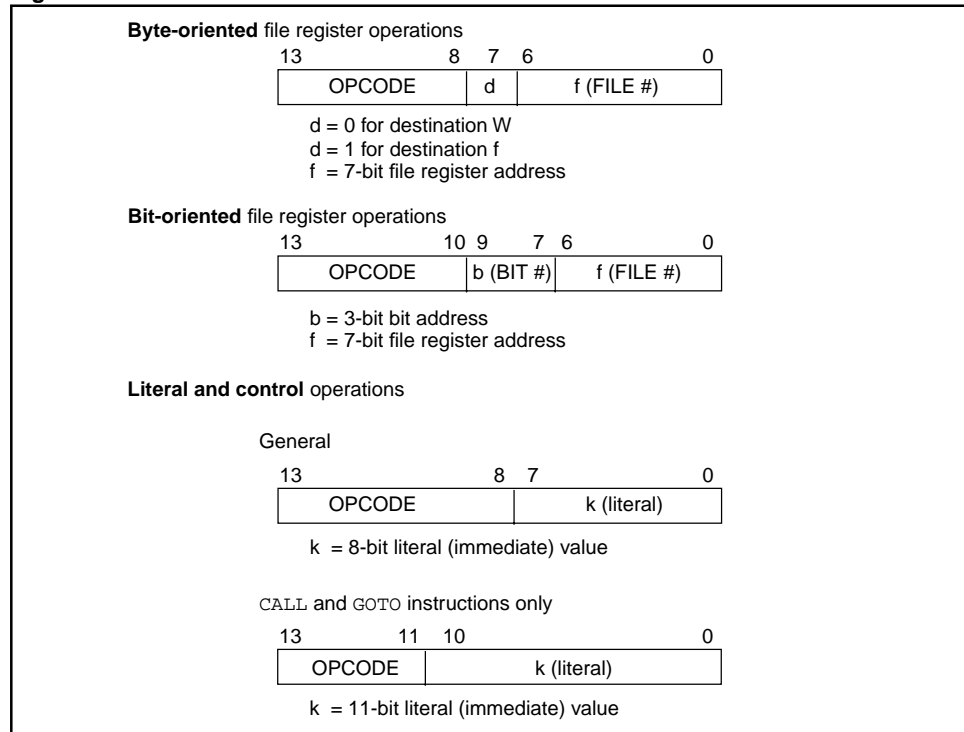 Byte-oriented file register operations
13 8 7 6 0
OPCODE d f (FILE #)
d = 0 for destination W
d = 1 for destination f
f = 7-bit file register address
Bit-oriented file register operations
13 10 9 7 6 0
OPCODE b (BIT #) f (FILE #)
b = 3-bit bit address
f = 7-bit file register address
Literal and control operations
General
13 8 7 0
OPCODE k (literal)
k = 8-bit literal (immediate) value
CALL and GOTO instructions only
13 11 10 0
OPCODE k (literal)
k = 11-bit literal (immediate) value